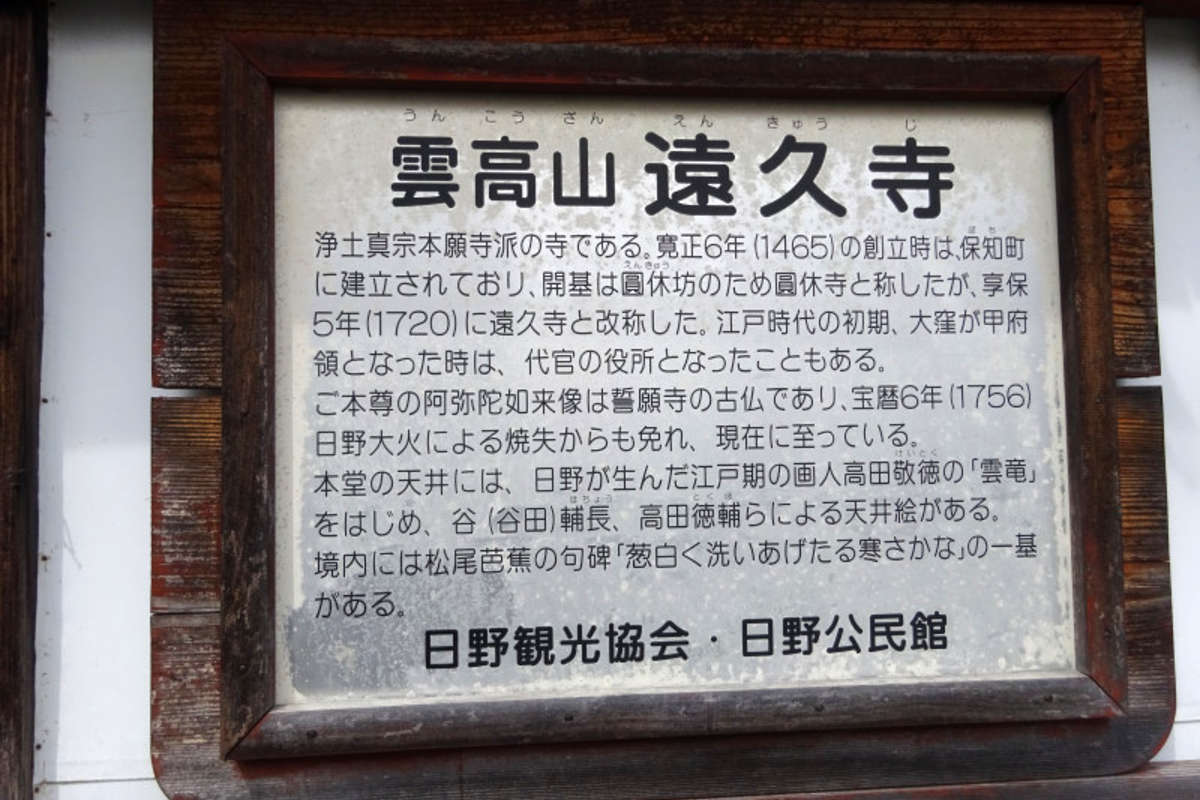 うん こう ざん えん きゅう じ
雲高山 遠久寺
浄土真宗本願寺派の寺である。寛正6年(1465)の創立時は、保知町
に建立されており、開基は圓休坊のため圓休寺と称したが、享保
5年(1720)に遠久寺と改称した。江戸時代の初期、大窪が甲府
領となった時は、代官の役所となったこともある。
ご本尊の阿弥陀如来像は誓願寺の古仏であり、宝暦6年(1756)
日野大火による焼失からも免れ、現在に至っている。
本堂の天井には、日野が生んだ江戸期の画人高田敬徳の「雲竜」
をはじめ、谷(谷田)輔長、高田徳輔らによる天井絵がある。
境内には松尾芭蕉の句碑「葱白く洗いあげたる寒さかな」の一基
がある。
日野観光協会・日野公民館